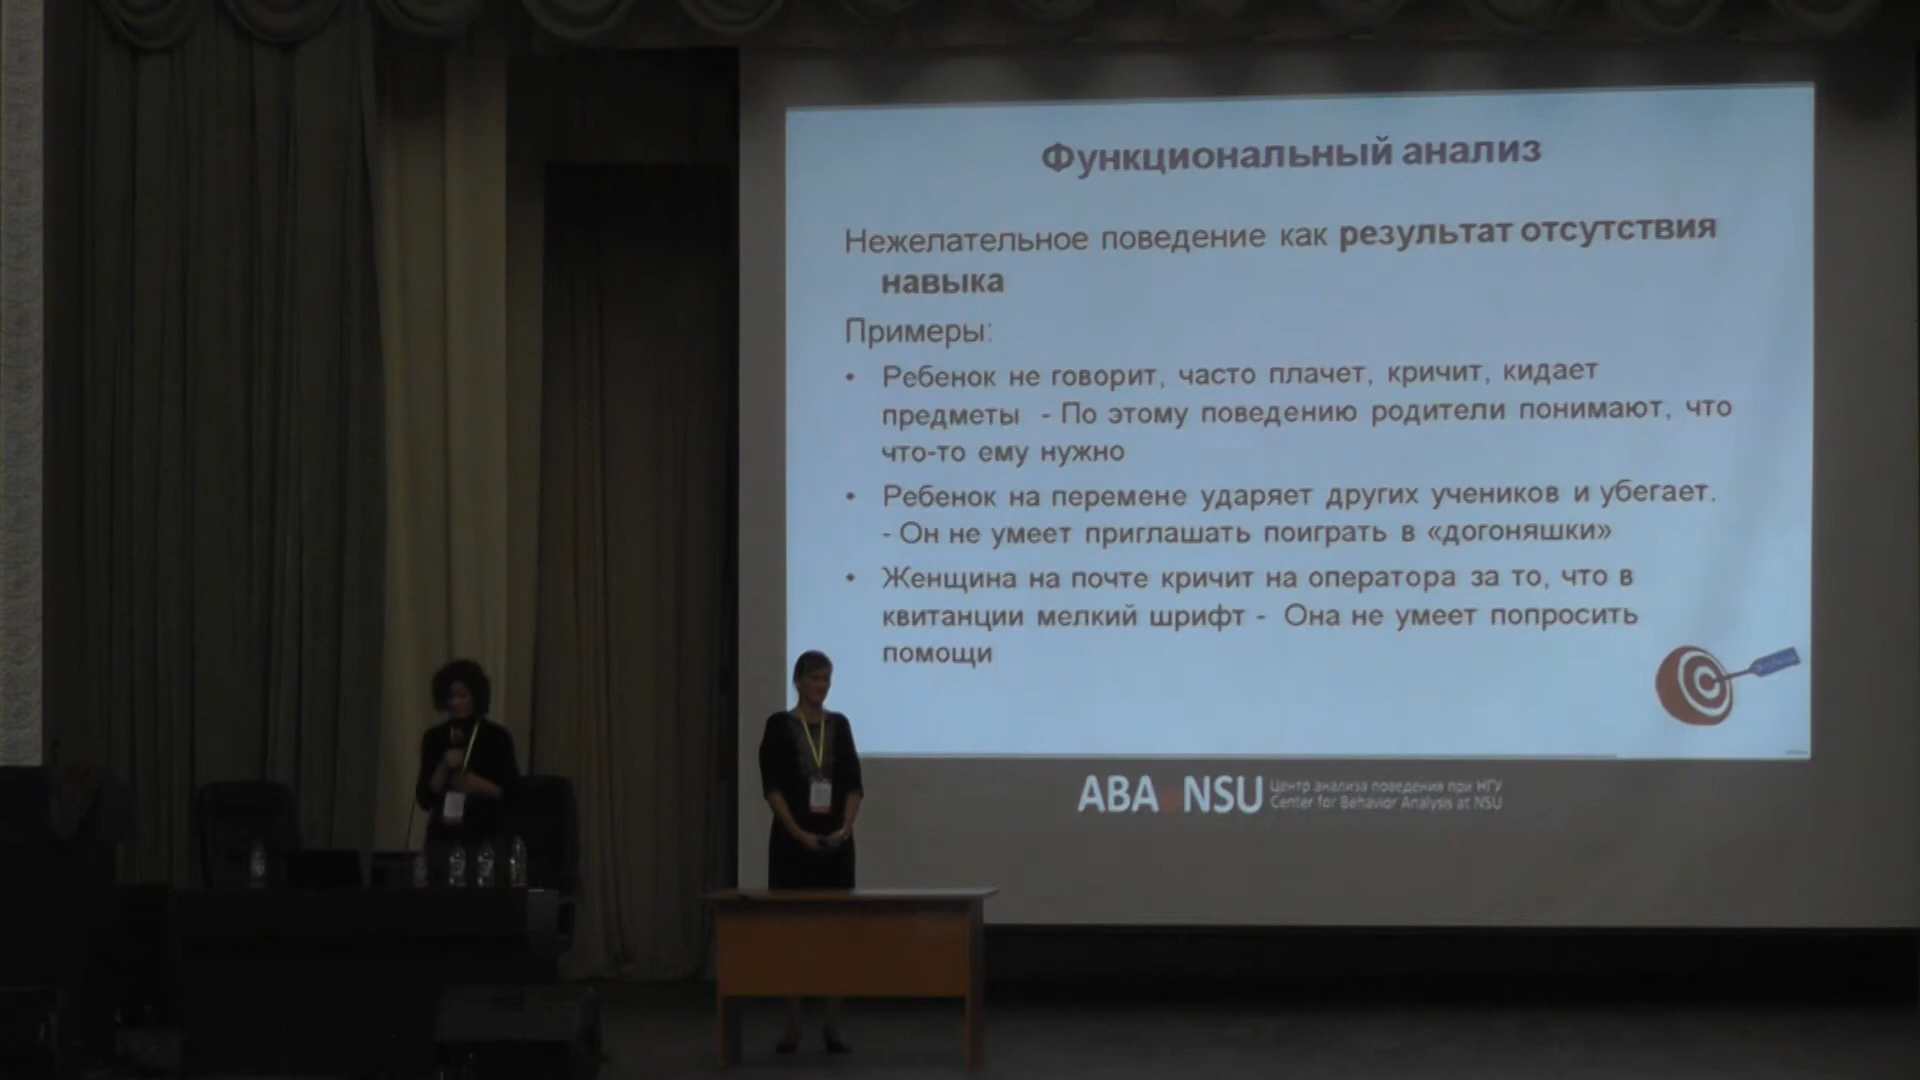 Функциональный анализ
Нежелательное поведение как результат отсутствия
навыка
Примеры:
• Ребенок не говорит, часто плачет, кричит, кидает
предметы - По этому поведению родители понимают, что
что-то ему нужно
• Ребенок на перемене ударяет других учеников и убегает.
- Он не умеет приглашать поиграть в «догоняшки»
• Женщина на почте кричит на оператора за то, что в
квитанции мелкий шрифт - Она не умеет попросить
помощи
ABA NSU
Центр анализа поведения при НГУ
Center for Behavior Analysis at NSU